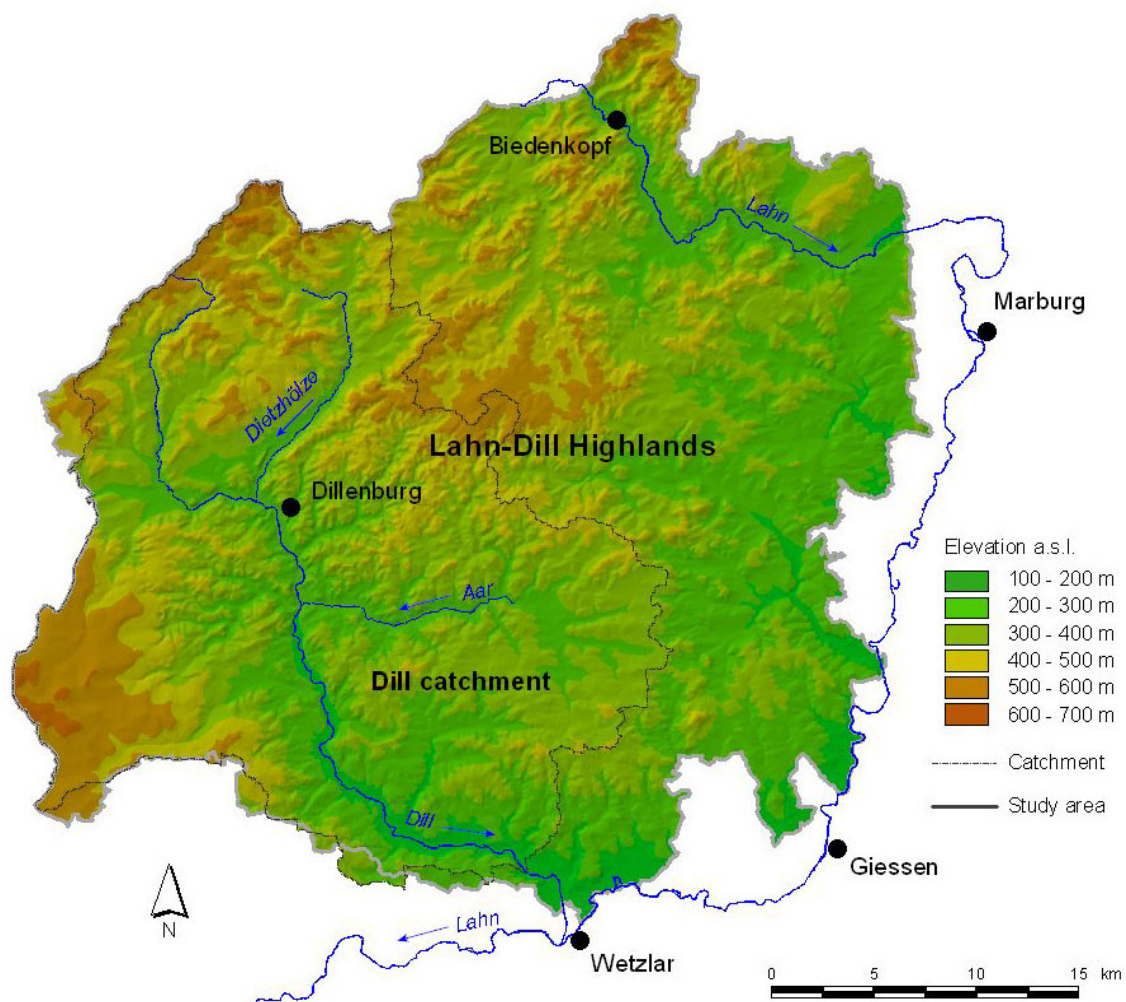 Biedenkopf
Lahn
Marburg
Dietzhölze
Lahn-Dill Highlands
Dillenburg
Elevation a.s.l.
100 - 200 m
200 - 300 m
300 - 400 m
400 - 500 m
500 - 600 m
600 - 700 m
Aar
Dill catchment
Catchment
Study area
Dill
Giessen
N
Lahn
Wetzlar
0 5 10 15 km